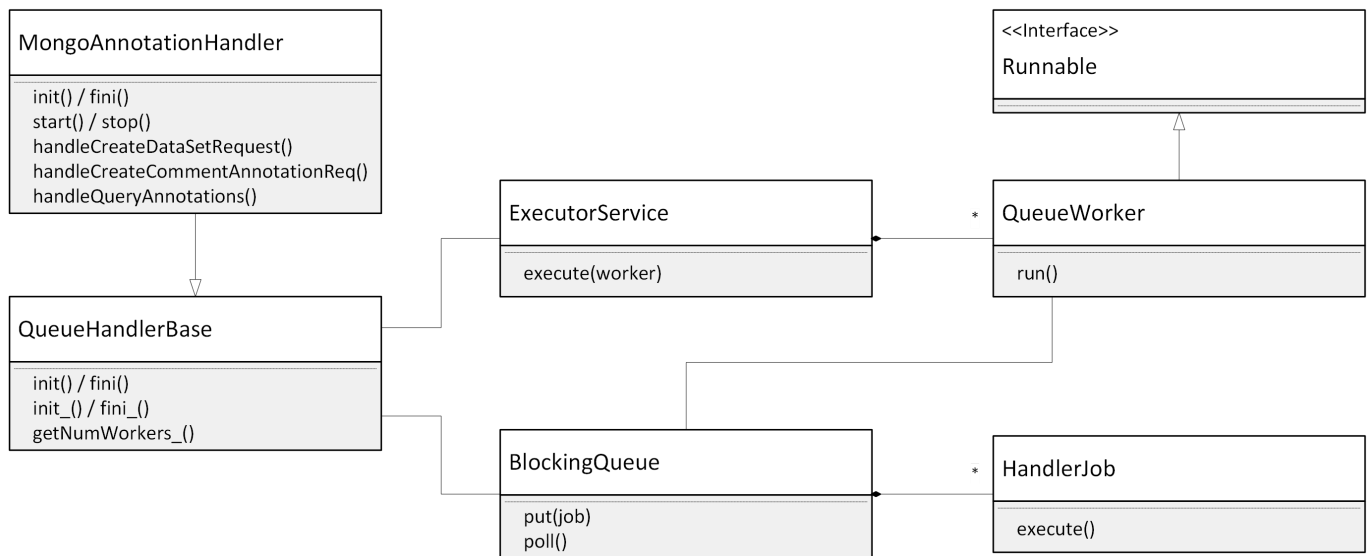 MongoAnnotationHandler
init() / fini()
start() / stop()
handleCreateDataSetRequest()
handleCreateCommentAnnotationReq()
handleQueryAnnotations()
QueueHandlerBase
init() / fini()
init_() / fini_()
getNumWorkers_()
ExecutorService
execute(worker)
BlockingQueue
put(job)
poll()
<<Interface>>
Runnable
*
QueueWorker
run()
*
HandlerJob
execute()